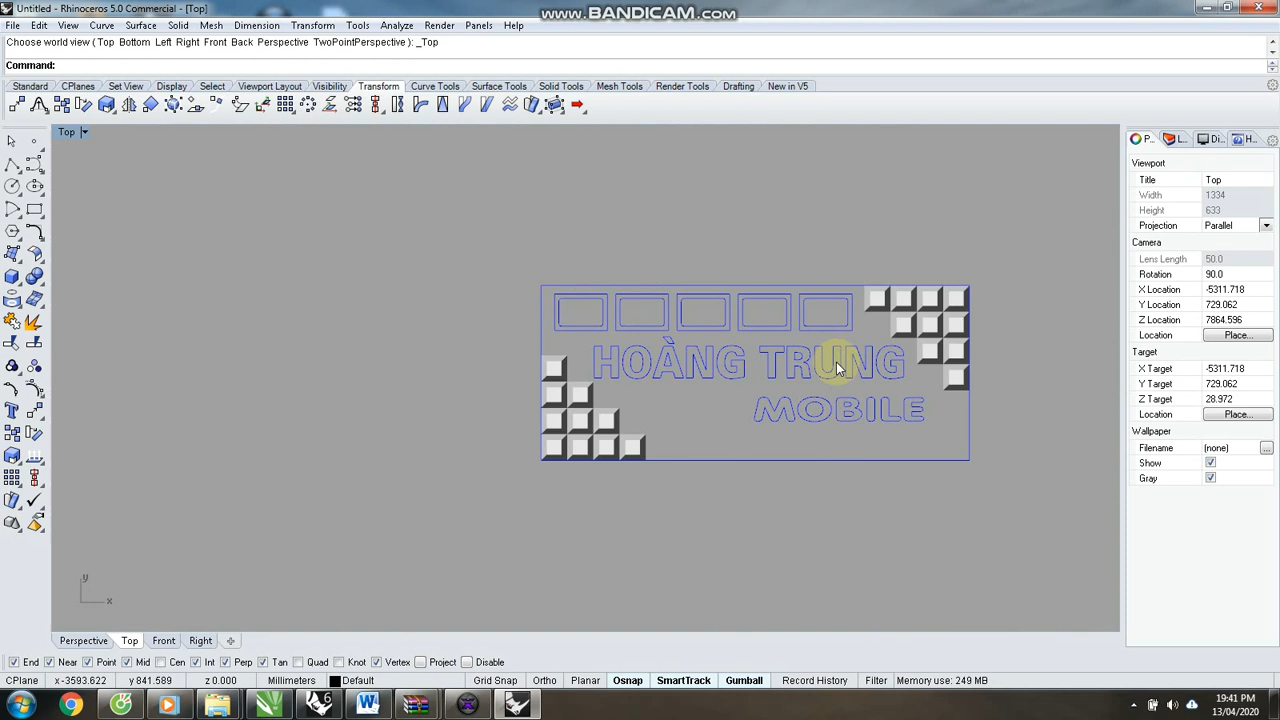 Untitled - Rhinoceros 5.0 Commercial - [Top]
www.BANDICAM.com
File Edit View Curve Surface Solid Mesh Dimension Transform Tools Analyze Render Panels Help
Choose world view ( Top Bottom Left Right Front Back Perspective TwoPointPerspective ): _Top
Command:
Standard CPlanes Set View Display Select Viewport Layout Visibility Transform Curve Tools Surface Tools Solid Tools Mesh Tools Render Tools Drafting New in V5
Top
P... L... Di... H...
Viewport
Title Top
Width 1334
Height 633
Projection Parallel
Camera
Lens Length 50.0
Rotation 90.0
X Location -5311.718
Y Location 729.062
Z Location 7864.596
Location Place...
Target
X Target -5311.718
Y Target 729.062
Z Target 28.972
Location Place...
Wallpaper
Filename [none] ...
Show
Gray
HOÀNG TRUNG
MOBILE
y
x
Perspective Top Front Right
End Near Point Mid Cen Int Perp Tan Quad Knot Vertex Project Disable
CPlane x -3593.622 y 841.589 z 0.000 Millimeters Default Grid Snap Ortho Planar Osnap SmartTrack Gumball Record History Filter Memory use: 249 MB
6
19:41 PM
13/04/2020